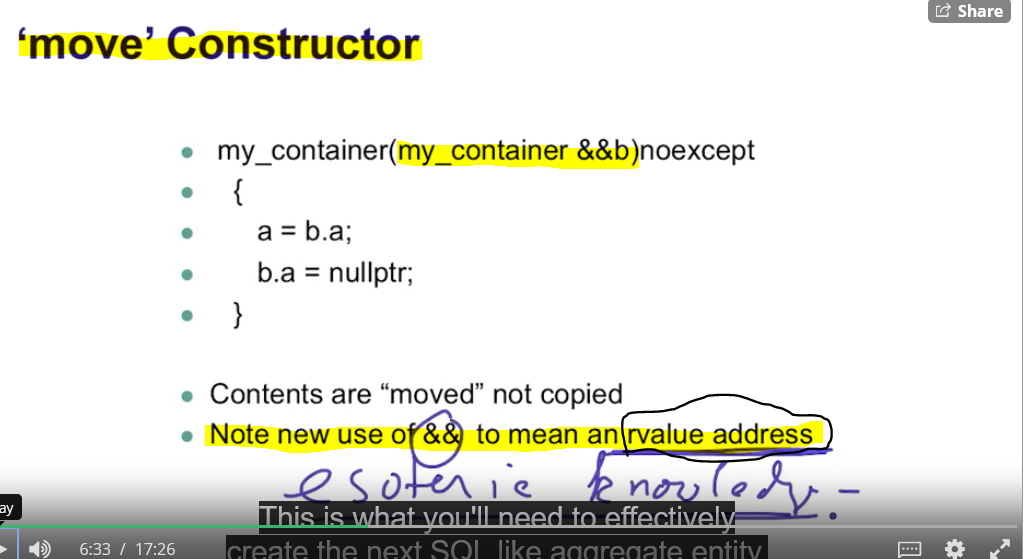 Share
'move' Constructor
• my_container(my_container &&b)noexcept
• {
• a = b.a;
• b.a = nullptr;
• }
• Contents are “moved” not copied
• Note new use of && to mean an rvalue address
esoteric
This is what you'll need to effectively
create the next SQL like aggregate entity
ay
6:33 / 17:26